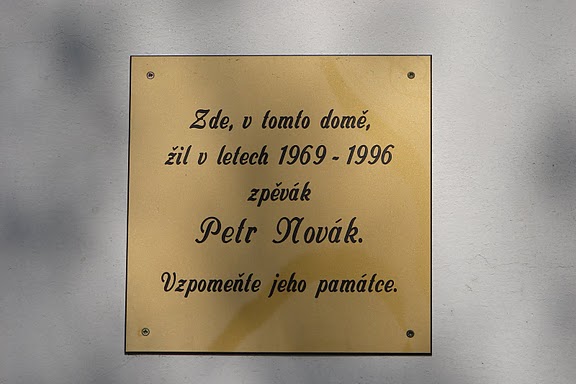 Zde, v tomto domě,
žil v letech 1969 - 1996
zpěvák
Petr Novák.
Vzpomeňte jeho památce.